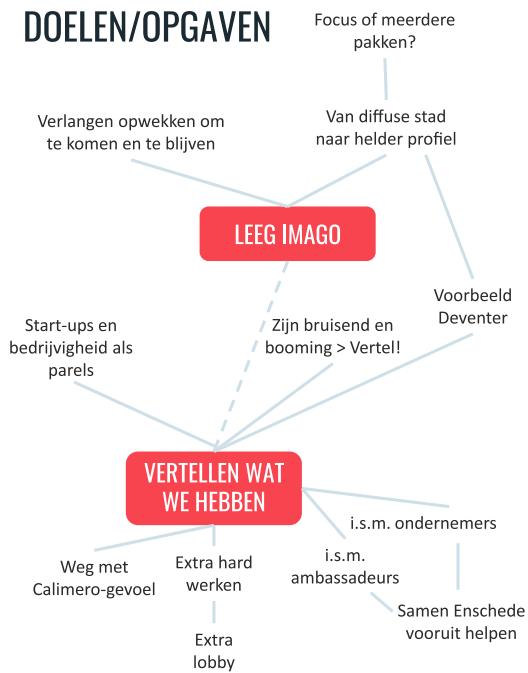 DOELEN/OPGAVEN
Focus of meerdere
pakken?
Verlangen opwekken om
te komen en te blijven
Van diffuse stad
naar helder profiel
LEEG IMAGO
Voorbeeld
Deventer
Start-ups en
bedrijvigheid als
parels
Zijn bruisend en
booming > Vertel!
VERTELLEN WAT
WE HEBBEN
i.s.m. ondernemers
i.s.m.
ambassadeurs
Weg met
Calimero-gevoel
Extra hard
werken
Samen Enschede
vooruit helpen
Extra
lobby